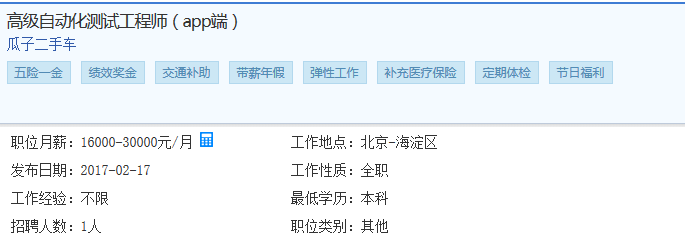 高级自动化测试工程师（app端）
瓜子二手车
五险一金 绩效奖金 交通补助 带薪年假 弹性工作 补充医疗保险 定期体检 节日福利
职位月薪：16000-30000元/月 工作地点：北京-海淀区
发布日期：2017-02-17 工作性质：全职
工作经验：不限 最低学历：本科
招聘人数：1人 职位类别：其他